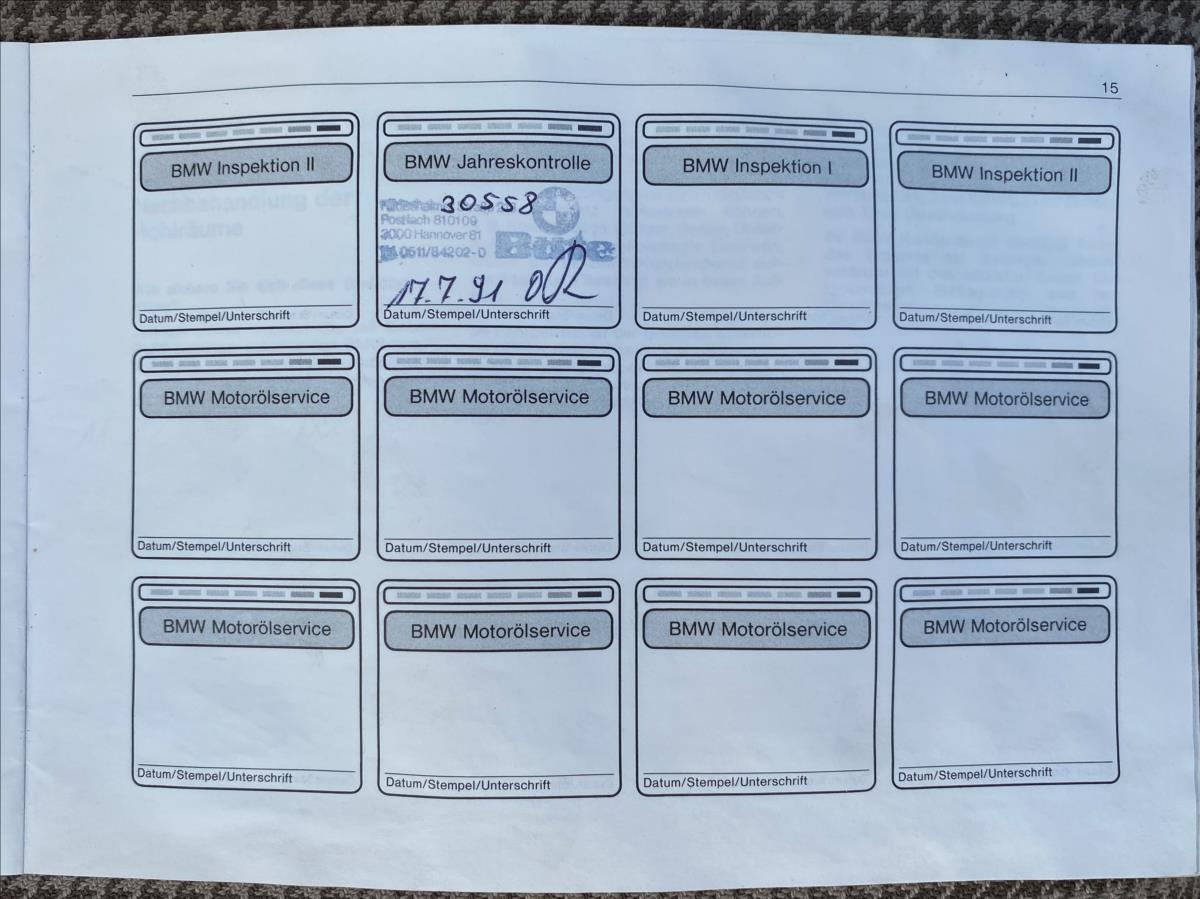 15
BMW Inspektion II
BMW Jahreskontrolle
BMW Inspektion I
BMW Inspektion II
30558
Postfach 810109
3000 Hannover 81
0511/84202-0
Bute
17.7.91
Datum/Stempel/Unterschrift
Datum/Stempel/Unterschrift
Datum/Stempel/Unterschrift
Datum/Stempel/Unterschrift
BMW Motorölservice
BMW Motorölservice
BMW Motorölservice
BMW Motorölservice
Datum/Stempel/Unterschrift
Datum/Stempel/Unterschrift
Datum/Stempel/Unterschrift
Datum/Stempel/Unterschrift
BMW Motorölservice
BMW Motorölservice
BMW Motorölservice
BMW Motorölservice
Datum/Stempel/Unterschrift
Datum/Stempel/Unterschrift
Datum/Stempel/Unterschrift
Datum/Stempel/Unterschrift